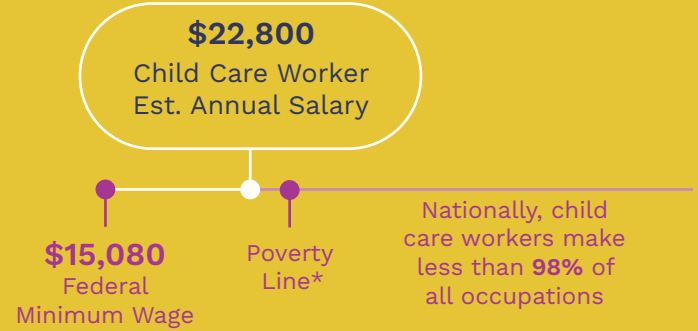 $22,800
Child Care Worker
Est. Annual Salary
$15,080
Federal
Minimum Wage
Poverty
Line*
Nationally, child
care workers make
less than 98% of
all occupations